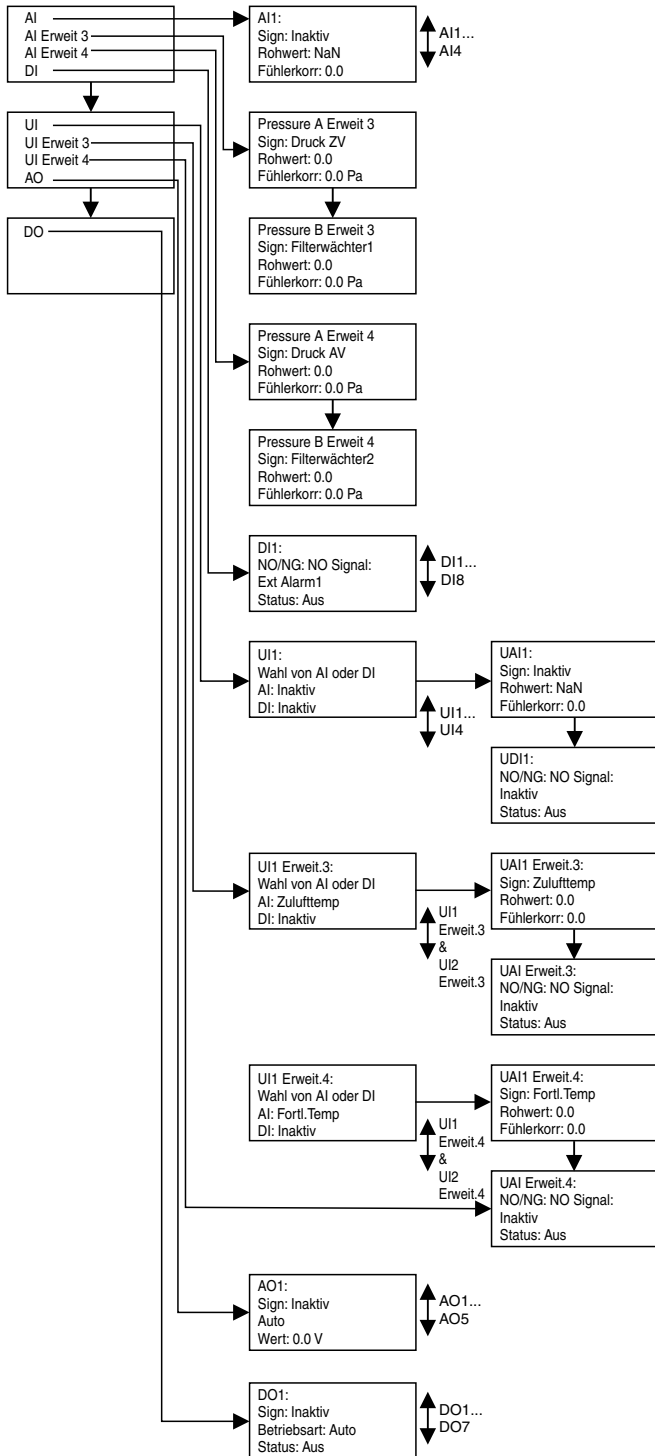 AI
AI Erweit 3
AI Erweit 4
DI
UI
UI Erweit 3
UI Erweit 4
AO
DO
AI1:
Sign: Inaktiv
Rohwert: NaN
Fühlerkorr: 0.0
AI1...
AI4
Pressure A Erweit 3
Sign: Druck ZV
Rohwert: 0.0
Fühlerkorr: 0.0 Pa
Pressure B Erweit 3
Sign: Filterwächter1
Rohwert: 0.0
Fühlerkorr: 0.0 Pa
Pressure A Erweit 4
Sign: Druck AV
Rohwert: 0.0
Fühlerkorr: 0.0 Pa
Pressure B Erweit 4
Sign: Filterwächter2
Rohwert: 0.0
Fühlerkorr: 0.0 Pa
DI1:
NO/NG: NO Signal:
Ext Alarm1
Status: Aus
DI1...
DI8
UI1:
Wahl von AI oder DI
AI: Inaktiv
DI: Inaktiv
UI1...
UI4
UAI1:
Sign: Inaktiv
Rohwert: NaN
Fühlerkorr: 0.0
UDI1:
NO/NG: NO Signal:
Inaktiv
Status: Aus
UI1 Erweit.3:
Wahl von AI oder DI
AI: Zulufttemp
DI: Inaktiv
UI1
Erweit.3
&
UI2
Erweit.3
UAI1 Erweit.3:
Sign: Zulufttemp
Rohwert: 0.0
Fühlerkorr: 0.0
UAI Erweit.3:
NO/NG: NO Signal:
Inaktiv
Status: Aus
UI1 Erweit.4:
Wahl von AI oder DI
AI: Fortl.Temp
DI: Inaktiv
UI1
Erweit.4
&
UI2
Erweit.4
UAI1 Erweit.4:
Sign: Fortl.Temp
Rohwert: 0.0
Fühlerkorr: 0.0
UAI Erweit.4:
NO/NG: NO Signal:
Inaktiv
Status: Aus
AO1:
Sign: Inaktiv
Auto
Wert: 0.0 V
AO1...
AO5
DO1:
Sign: Inaktiv
Betriebsart: Auto
Status: Aus
DO1...
DO7